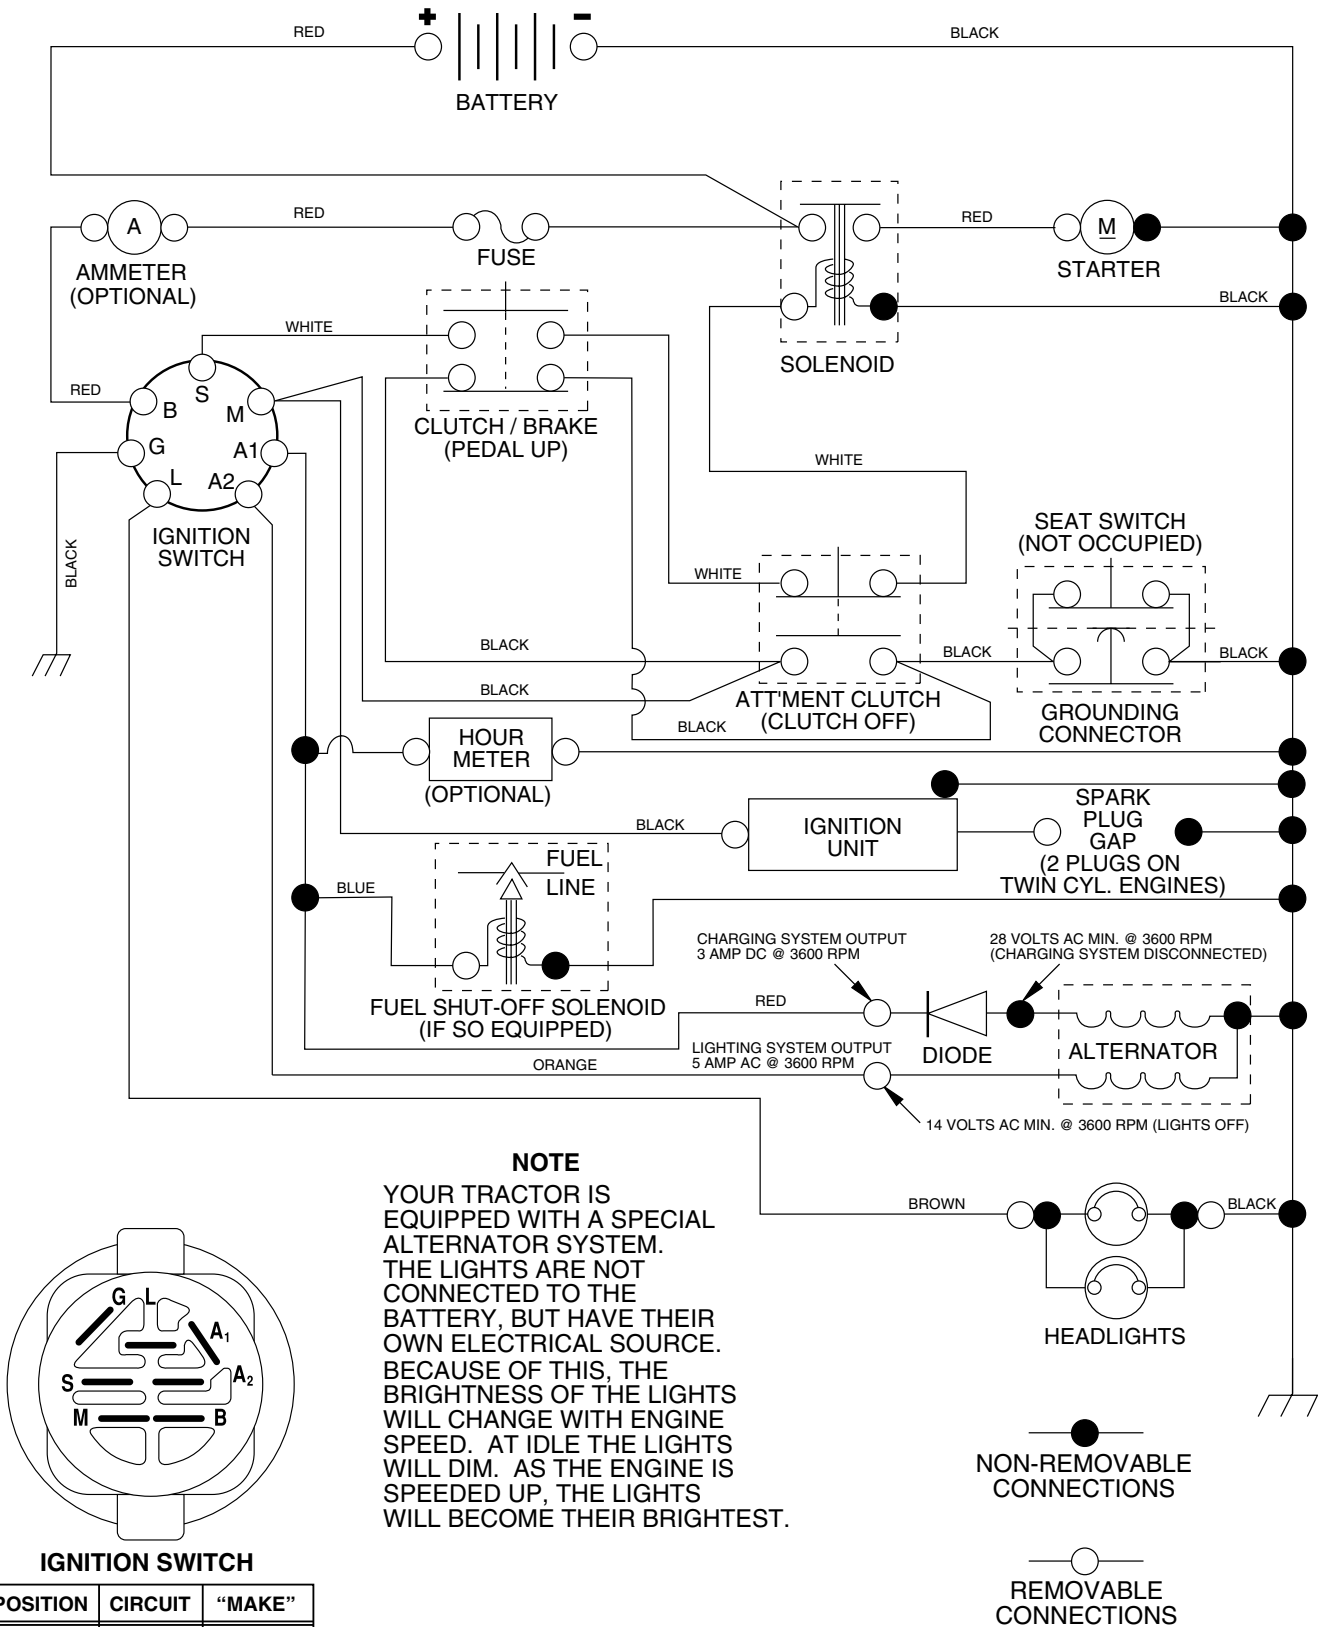 + -
RED
BLACK
BATTERY
A
RED
FUSE
RED
M
STARTER
AMMETER
(OPTIONAL)
BLACK
SOLENOID
WHITE
RED
S
B
M
G
A1
L
A2
CLUTCH / BRAKE
(PEDAL UP)
IGNITION
SWITCH
BLACK
WHITE
SEAT SWITCH
(NOT OCCUPIED)
WHITE
BLACK
BLACK
BLACK
BLACK
ATT'MENT CLUTCH
(CLUTCH OFF)
GROUNDING
CONNECTOR
BLACK
HOUR
METER
(OPTIONAL)
BLACK
IGNITION
UNIT
SPARK
PLUG
GAP
(2 PLUGS ON
TWIN CYL. ENGINES)
FUEL
LINE
BLUE
FUEL SHUT-OFF SOLENOID
(IF SO EQUIPPED)
CHARGING SYSTEM OUTPUT
3 AMP DC @ 3600 RPM
28 VOLTS AC MIN. @ 3600 RPM
(CHARGING SYSTEM DISCONNECTED)
RED
DIODE
ALTERNATOR
LIGHTING SYSTEM OUTPUT
5 AMP AC @ 3600 RPM
ORANGE
14 VOLTS AC MIN. @ 3600 RPM (LIGHTS OFF)
BROWN
BLACK
HEADLIGHTS
NOTE
YOUR TRACTOR IS
EQUIPPED WITH A SPECIAL
ALTERNATOR SYSTEM.
THE LIGHTS ARE NOT
CONNECTED TO THE
BATTERY, BUT HAVE THEIR
OWN ELECTRICAL SOURCE.
BECAUSE OF THIS, THE
BRIGHTNESS OF THE LIGHTS
WILL CHANGE WITH ENGINE
SPEED. AT IDLE THE LIGHTS
WILL DIM. AS THE ENGINE IS
SPEEDED UP, THE LIGHTS
WILL BECOME THEIR BRIGHTEST.
G L
A1
S
A2
M
B
IGNITION SWITCH
POSITION CIRCUIT “MAKE”
NON-REMOVABLE
CONNECTIONS
REMOVABLE
CONNECTIONS